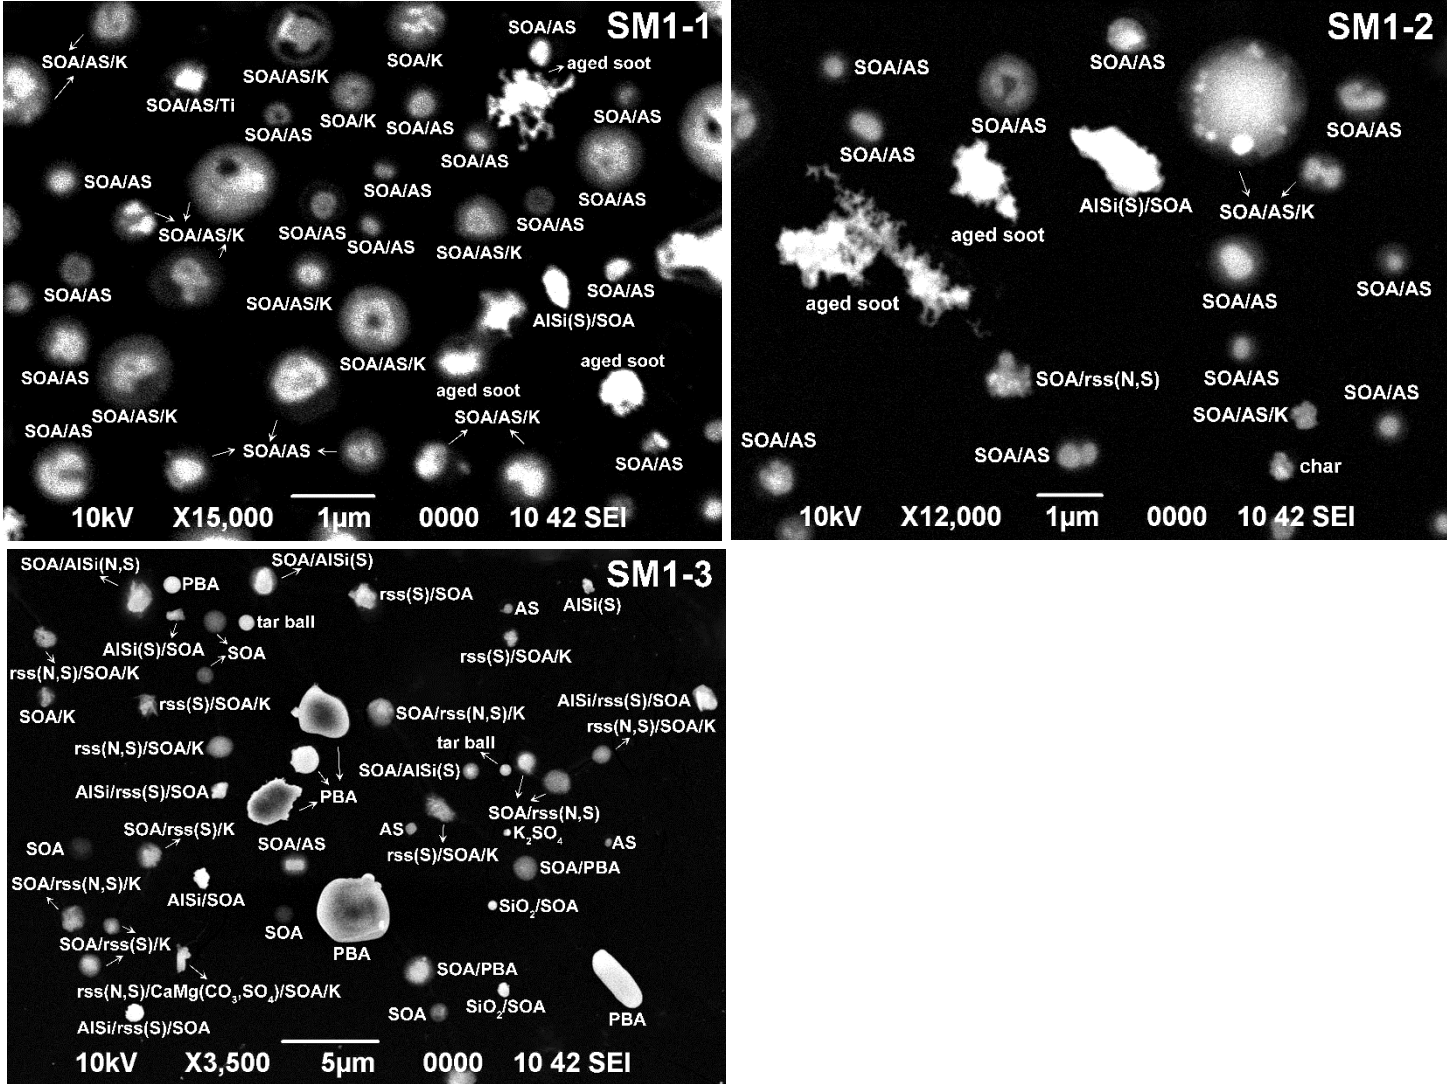 SM1-1
SOA/AS
SOA/AS/K
SOA/AS/K
SOA/K
aged soot
SOA/AS/Ti
SOA/AS
SOA/K
SOA/AS
SOA/AS
SOA/AS
SOA/AS
SOA/AS
SOA/AS
SOA/AS/K
SOA/AS
SOA/AS
SOA/AS/K
SOA/AS
SOA/AS
SOA/AS
SOA/AS/K
SOA/AS
AlSi(S)/SOA
SOA/AS
SOA/AS/K
aged soot
aged soot
SOA/AS/K
SOA/AS/K
SOA/AS
SOA/AS
SOA/AS
10kV X15,000 1µm 0000 10 42 SEI
SM1-2
SOA/AS
SOA/AS
SOA/AS
SOA/AS
SOA/AS
AlSi(S)/SOA
SOA/AS/K
aged soot
aged soot
SOA/AS
SOA/AS
SOA/rss(N,S)
SOA/AS
SOA/AS
SOA/AS/K
SOA/AS
SOA/AS
char
10kV X12,000 1µm 0000 10 42 SEI
SM1-3
SOA/AlSi(N,S)
SOA/AlSi(S)
PBA
rss(S)/SOA
AS
AlSi(S)
tar ball
AlSi(S)/SOA
SOA
rss(S)/SOA/K
rss(N,S)/SOA/K
SOA/K
rss(S)/SOA/K
SOA/rss(N,S)/K
AlSi/rss(S)/SOA
rss(N,S)/SOA/K
rss(N,S)/SOA/K
tar ball
SOA/AlSi(S)
AlSi/rss(S)/SOA
PBA
SOA/rss(N,S)
SOA/rss(S)/K
AS
K₂SO₄
AS
SOA
SOA/AS
rss(S)/SOA/K
SOA/PBA
SOA/rss(N,S)/K
AlSi/SOA
SiO₂/SOA
SOA
SOA/rss(S)/K
PBA
SOA/PBA
rss(N,S)/CaMg(CO₃,SO₄)/SOA/K
SiO₂/SOA
SOA
PBA
AlSi/rss(S)/SOA
10kV X3,500 5µm 0000 10 42 SEI